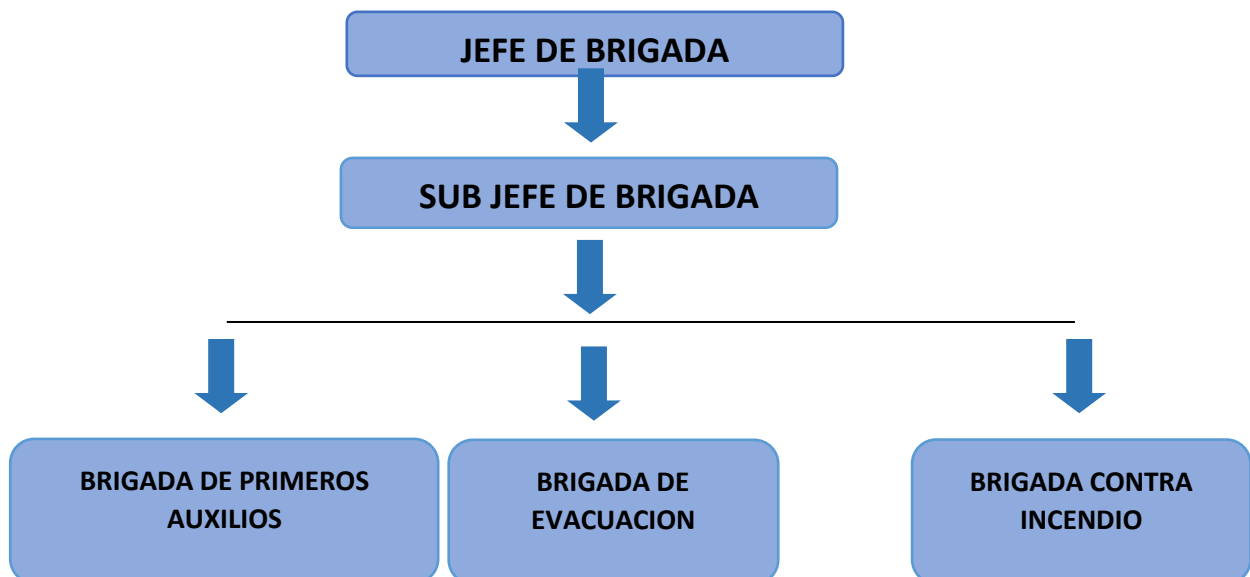 JEFE DE BRIGADA
SUB JEFE DE BRIGADA
BRIGADA DE PRIMEROS
AUXILIOS
BRIGADA DE
EVACUACION
BRIGADA CONTRA
INCENDIO